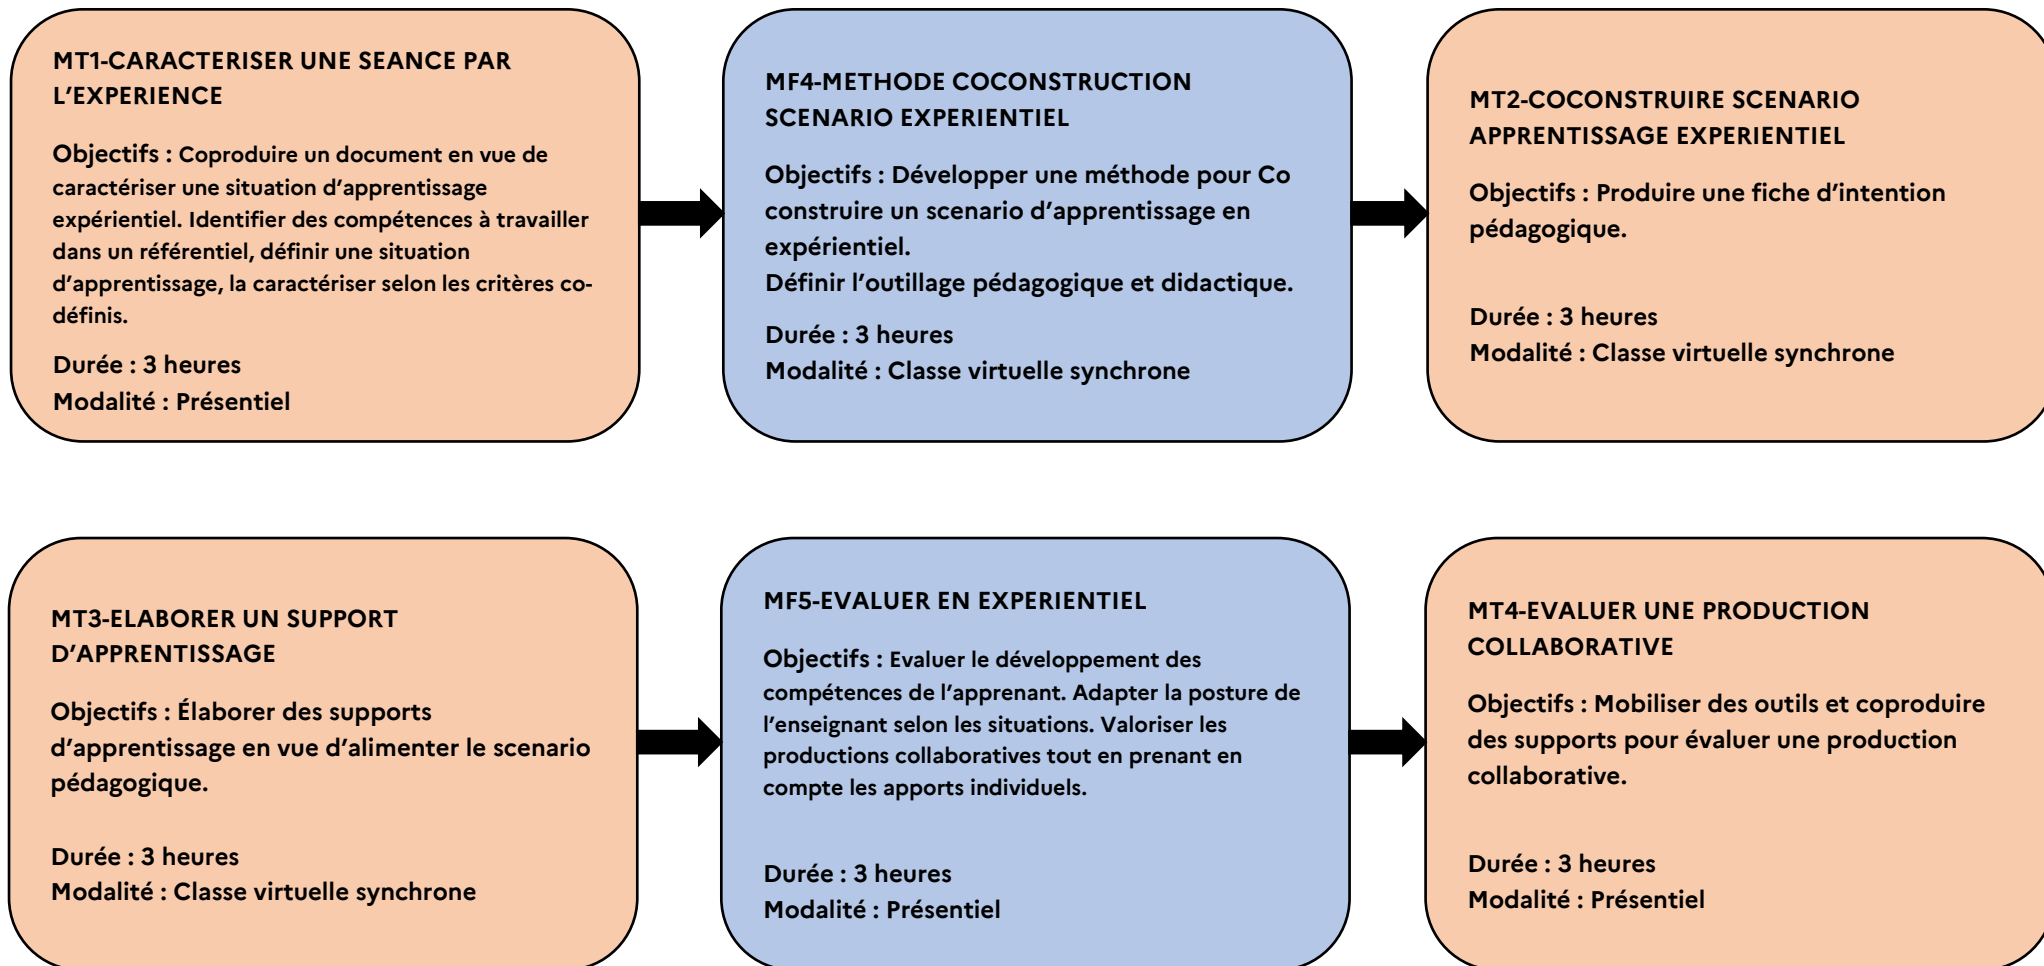 MT1-CARACTERISER UNE SEANCE PAR
L’EXPERIENCE
Objectifs : Coproduire un document en vue de
caractériser une situation d’apprentissage
expérientiel. Identifier des compétences à travailler
dans un référentiel, définir une situation
d’apprentissage, la caractériser selon les critères co-
définis.
Durée : 3 heures
Modalité : Présentiel
MF4-METHODE COCONSTRUCTION
SCENARIO EXPERIENTIEL
Objectifs : Développer une méthode pour Co
construire un scenario d’apprentissage en
expérientiel.
Définir l’outillage pédagogique et didactique.
Durée : 3 heures
Modalité : Classe virtuelle synchrone
MT2-COCONSTRUIRE SCENARIO
APPRENTISSAGE EXPERIENTIEL
Objectifs : Produire une fiche d’intention
pédagogique.
Durée : 3 heures
Modalité : Classe virtuelle synchrone
MT3-ELABORER UN SUPPORT
D’APPRENTISSAGE
Objectifs : Élaborer des supports
d’apprentissage en vue d’alimenter le scenario
pédagogique.
Durée : 3 heures
Modalité : Classe virtuelle synchrone
MF5-EVALUER EN EXPERIENTIEL
Objectifs : Evaluer le développement des
compétences de l’apprenant. Adapter la posture de
l’enseignant selon les situations. Valoriser les
productions collaboratives tout en prenant en
compte les apports individuels.
Durée : 3 heures
Modalité : Présentiel
MT4-EVALUER UNE PRODUCTION
COLLABORATIVE
Objectifs : Mobiliser des outils et coproduire
des supports pour évaluer une production
collaborative.
Durée : 3 heures
Modalité : Présentiel